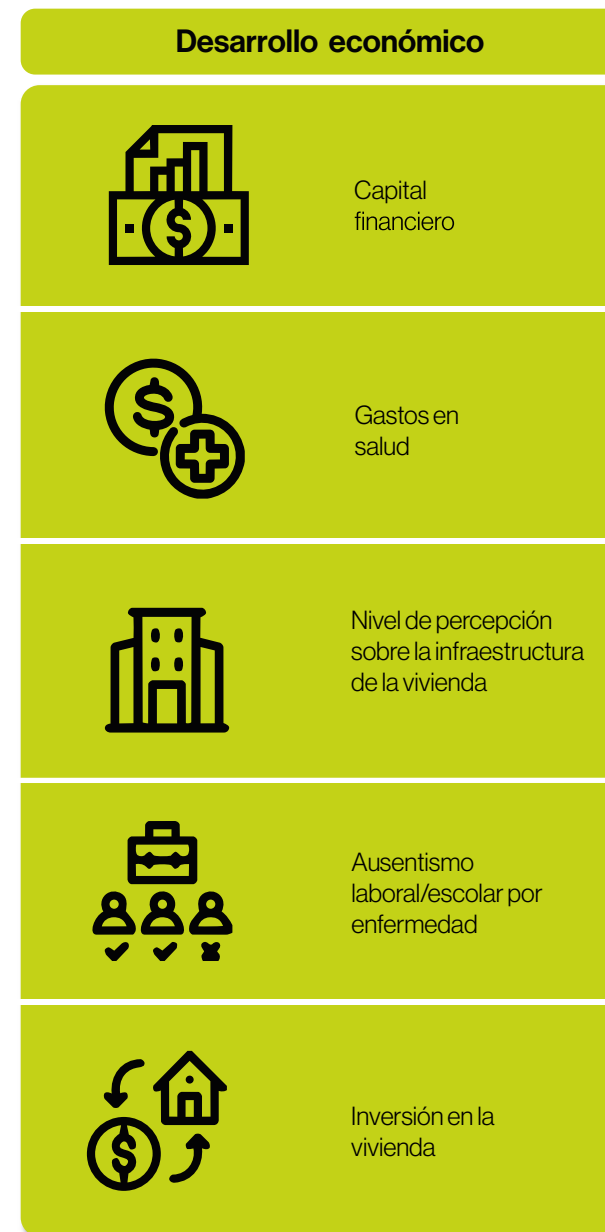 Desarrollo económico
Capital
financiero
Gastos en
salud
Nivel de percepción
sobre la infraestructura
de la vivienda
Ausentismo
laboral/escolar por
enfermedad
Inversión en la
vivienda